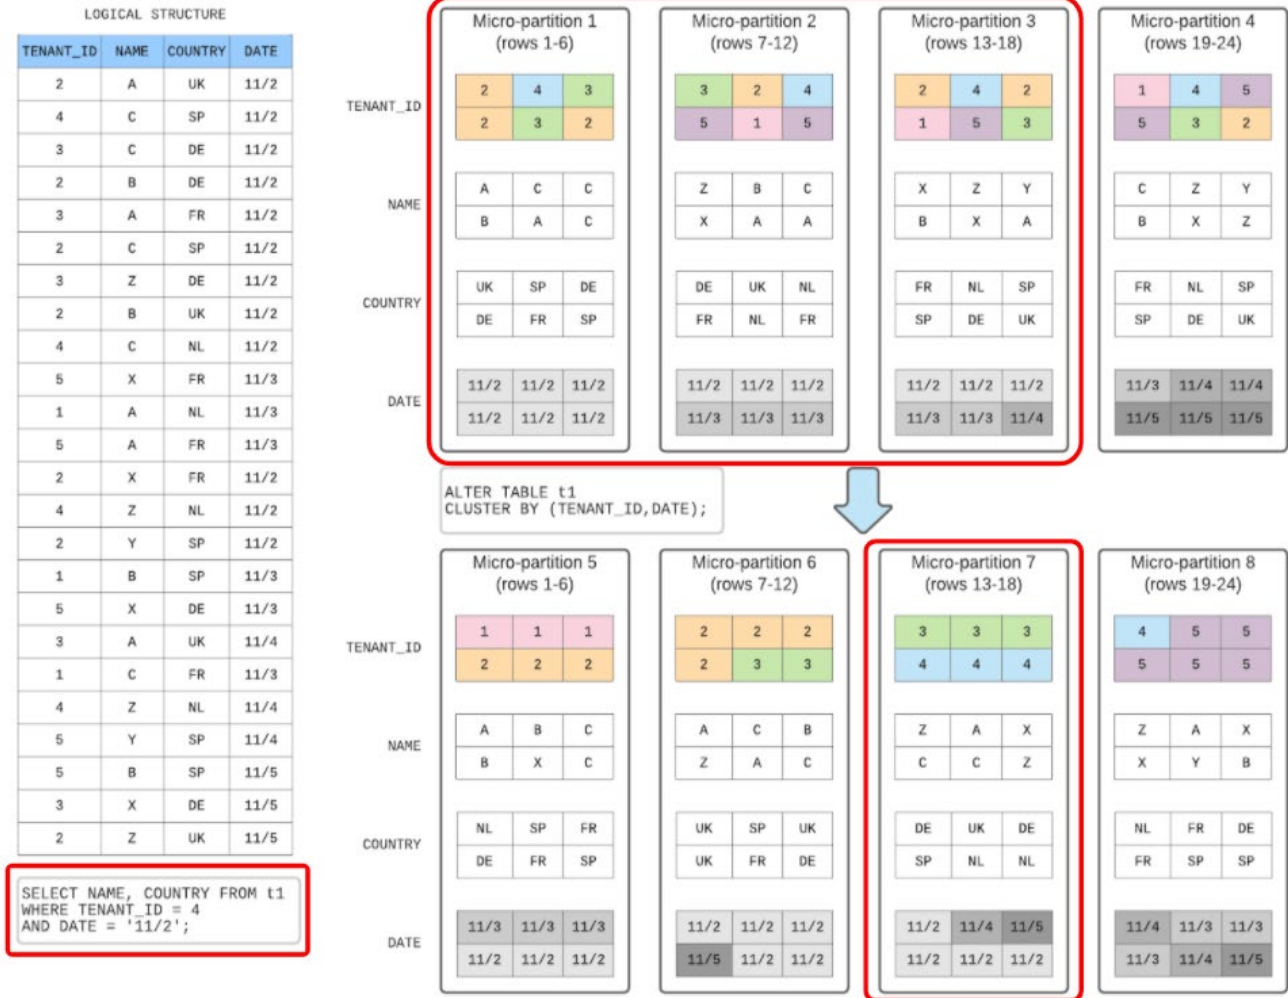 LOGICAL STRUCTURE
TENANT_ID NAME COUNTRY DATE
2 A UK 11/2
4 C SP 11/2
3 C DE 11/2
2 B DE 11/2
3 A FR 11/2
2 C SP 11/2
3 Z DE 11/2
2 B UK 11/2
4 C NL 11/2
5 X FR 11/3
1 A NL 11/3
5 A FR 11/3
2 X FR 11/2
4 Z NL 11/2
2 Y SP 11/2
1 B SP 11/3
5 X DE 11/3
3 A UK 11/4
1 C FR 11/3
4 Z NL 11/4
5 Y SP 11/4
5 B SP 11/5
3 X DE 11/5
2 Z UK 11/5
SELECT NAME, COUNTRY FROM t1
WHERE TENANT_ID = 4
AND DATE = '11/2';
Micro-partition 1 Micro-partition 2 Micro-partition 3 Micro-partition 4
(rows 1-6) (rows 7-12) (rows 13-18) (rows 19-24)
TENANT_ID
2 4 3 3 2 4 2 4 2 1 4 5
2 3 2 5 1 5 1 5 3 5 3 2
NAME
A C C Z B C X Z Y C Z Y
B A C X A A B X A B X Z
COUNTRY
UK SP DE DE UK NL FR NL SP FR NL SP
DE FR SP FR NL FR SP DE UK SP DE UK
DATE
11/2 11/2 11/2 11/2 11/2 11/2 11/2 11/2 11/2 11/3 11/4 11/4
11/2 11/2 11/2 11/3 11/3 11/3 11/3 11/3 11/4 11/5 11/5 11/5
ALTER TABLE t1
CLUSTER BY (TENANT_ID,DATE);
Micro-partition 5 Micro-partition 6 Micro-partition 7 Micro-partition 8
(rows 1-6) (rows 7-12) (rows 13-18) (rows 19-24)
TENANT_ID
1 1 1 2 2 2 3 3 3 4 5 5
2 2 2 2 3 3 4 4 4 5 5 5
NAME
A B C A C B Z A X Z A X
B X C Z A C C C Z X Y B
COUNTRY
NL SP FR UK SP UK DE UK DE NL FR DE
DE FR SP UK FR DE SP NL NL FR SP SP
DATE
11/3 11/3 11/3 11/2 11/2 11/2 11/2 11/4 11/5 11/4 11/3 11/3
11/2 11/2 11/2 11/5 11/2 11/2 11/2 11/2 11/2 11/3 11/4 11/5